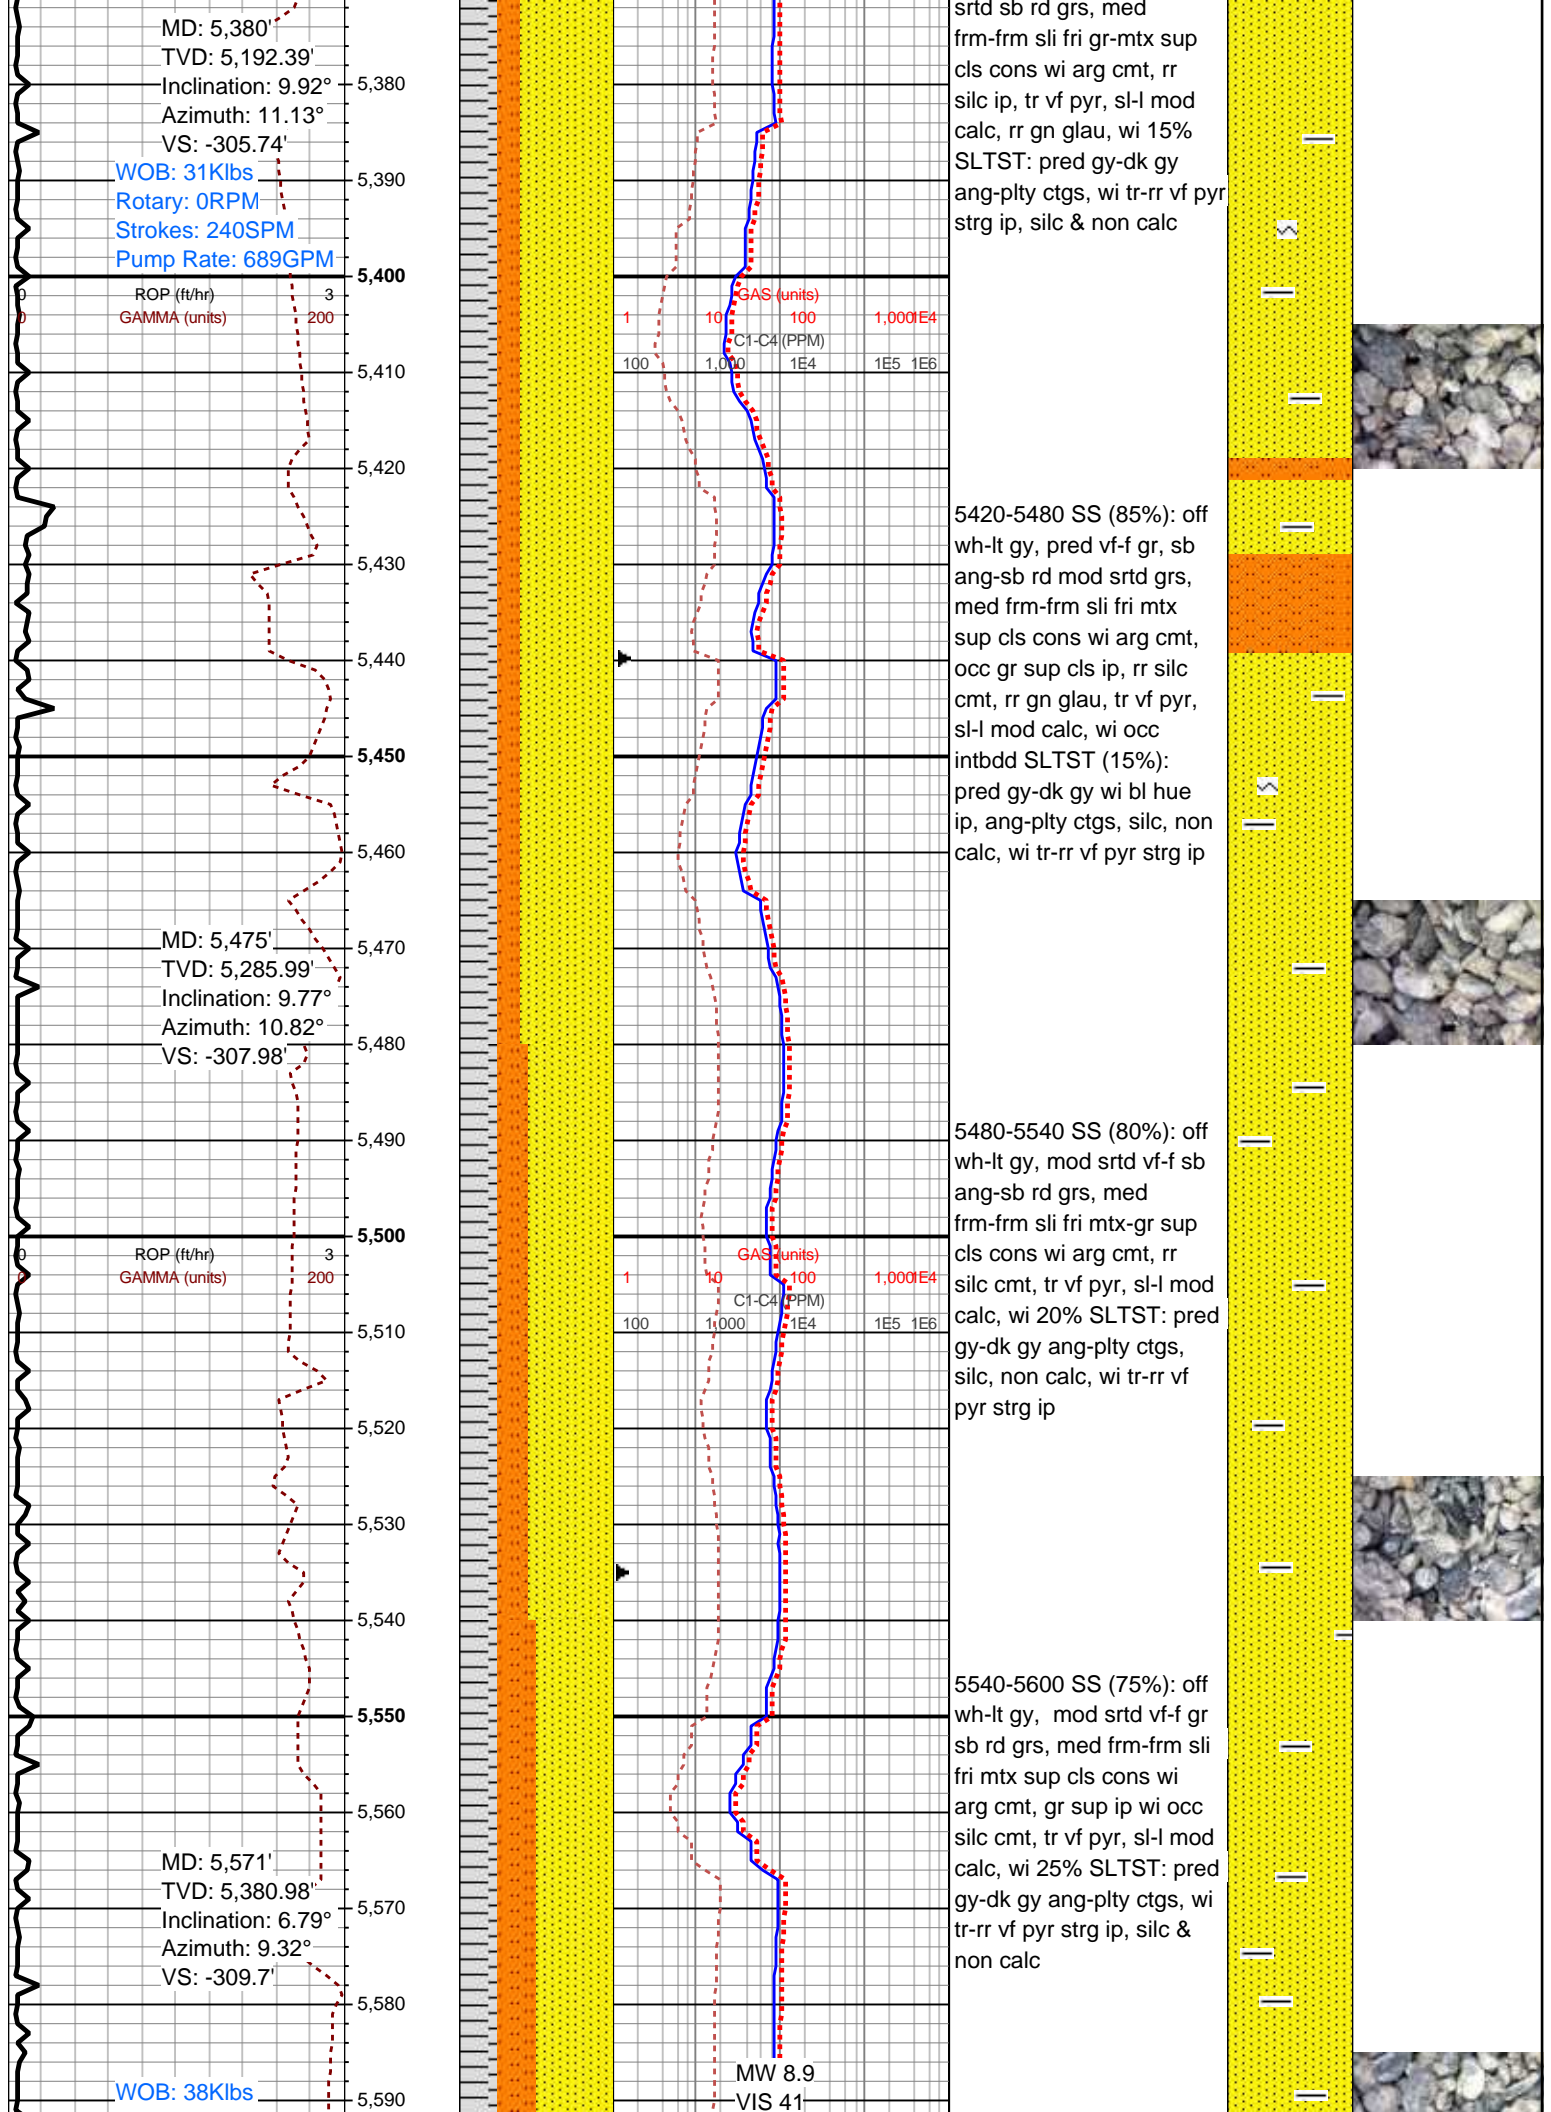 MD: 5,380'
TVD: 5,192.39'
Inclination: 9.92°
Azimuth: 11.13°
VS: -305.74'
WOB: 31Klbs
Rotary: 0RPM
Strokes: 240SPM
Pump Rate: 689GPM
0 ROP (ft/hr) 3
0 GAMMA (units) 200
MD: 5,475'
TVD: 5,285.99'
Inclination: 9.77°
Azimuth: 10.82°
VS: -307.98'
0 ROP (ft/hr) 3
0 GAMMA (units) 200
MD: 5,571'
TVD: 5,380.98'
Inclination: 6.79°
Azimuth: 9.32°
VS: -309.7'
WOB: 38Klbs
5,380
5,390
5,400
5,410
5,420
5,430
5,440
5,450
5,460
5,470
5,480
5,490
5,500
5,510
5,520
5,530
5,540
5,550
5,560
5,570
5,580
5,590
GAS (units)
1 10 100 1,000 1E4
C1-C4 (PPM)
100 1,000 1E4 1E5 1E6
GAS (units)
1 10 100 1,000 1E4
C1-C4 (PPM)
100 1,000 1E4 1E5 1E6
MW 8.9
VIS 41
srtd sb rd grs, med
frm-frm sli fri gr-mtx sup
cls cons wi arg cmt, rr
silc ip, tr vf pyr, sl-l mod
calc, rr gn glau, wi 15%
SLTST: pred gy-dk gy
ang-plty ctgs, wi tr-rr vf pyr
strg ip, silc & non calc
5420-5480 SS (85%): off
wh-lt gy, pred vf-f gr, sb
ang-sb rd mod srtd grs,
med frm-frm sli fri mtx
sup cls cons wi arg cmt,
occ gr sup cls ip, rr silc
cmt, rr gn glau, tr vf pyr,
sl-l mod calc, wi occ
intbdd SLTST (15%):
pred gy-dk gy wi bl hue
ip, ang-plty ctgs, silc, non
calc, wi tr-rr vf pyr strg ip
5480-5540 SS (80%): off
wh-lt gy, mod srtd vf-f sb
ang-sb rd grs, med
frm-frm sli fri mtx-gr sup
cls cons wi arg cmt, rr
silc cmt, tr vf pyr, sl-l mod
calc, wi 20% SLTST: pred
gy-dk gy ang-plty ctgs,
silc, non calc, wi tr-rr vf
pyr strg ip
5540-5600 SS (75%): off
wh-lt gy, mod srtd vf-f gr
sb rd grs, med frm-frm sli
fri mtx sup cls cons wi
arg cmt, gr sup ip wi occ
silc cmt, tr vf pyr, sl-l mod
calc, wi 25% SLTST: pred
gy-dk gy ang-plty ctgs, wi
tr-rr vf pyr strg ip, silc &
non calc